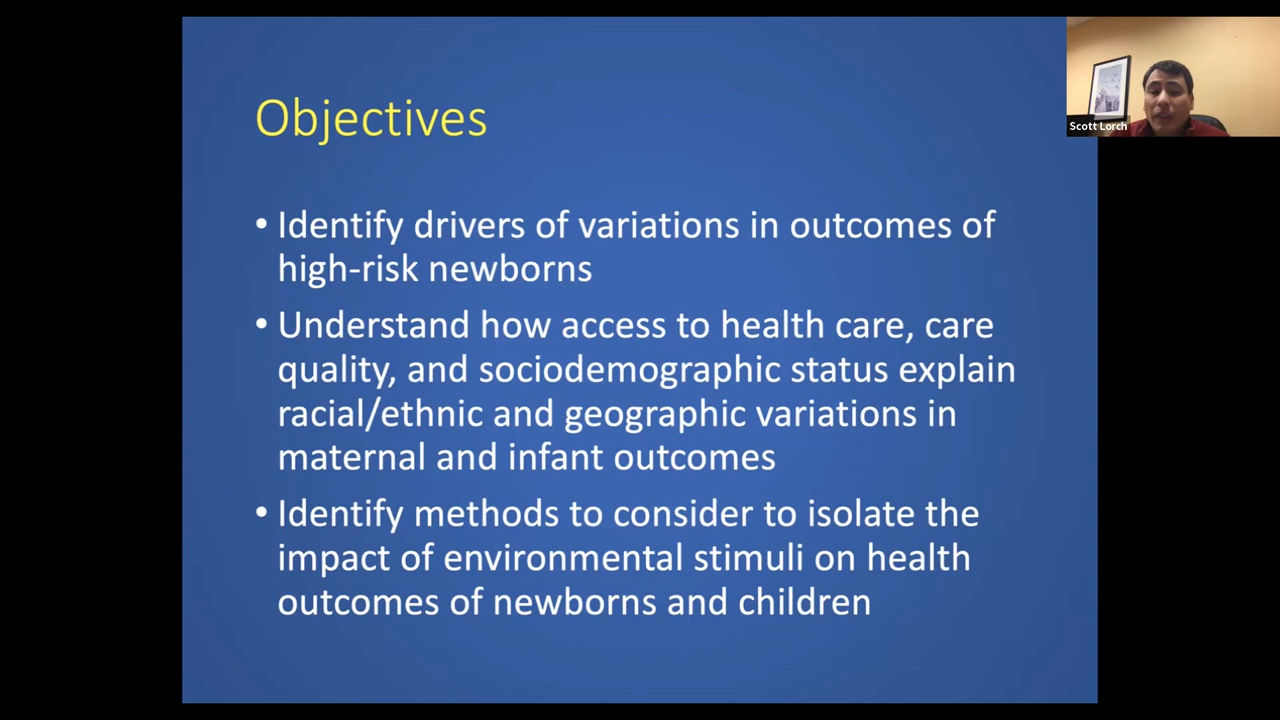 Objectives
• Identify drivers of variations in outcomes of
high-risk newborns
• Understand how access to health care, care
quality, and sociodemographic status explain
racial/ethnic and geographic variations in
maternal and infant outcomes
• Identify methods to consider to isolate the
impact of environmental stimuli on health
outcomes of newborns and children
Scott Lorch